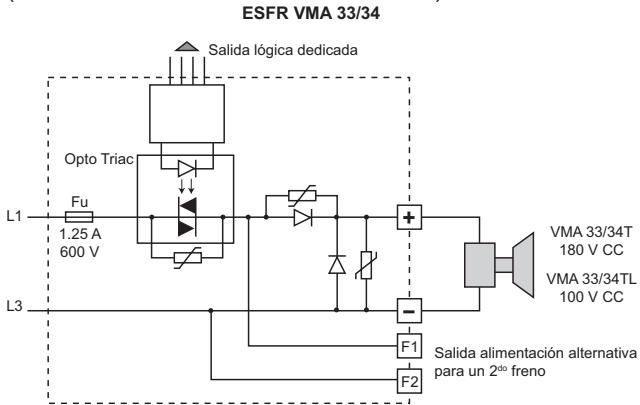 ESFR VMA 33/34
Salida lógica dedicada
Opto Triac
L1
Fu
1.25 A
600 V
+
VMA 33/34T
180 V CC
VMA 33/34TL
100 V CC
L3
−
F1
Salida alimentación alternativa
para un 2do freno
F2